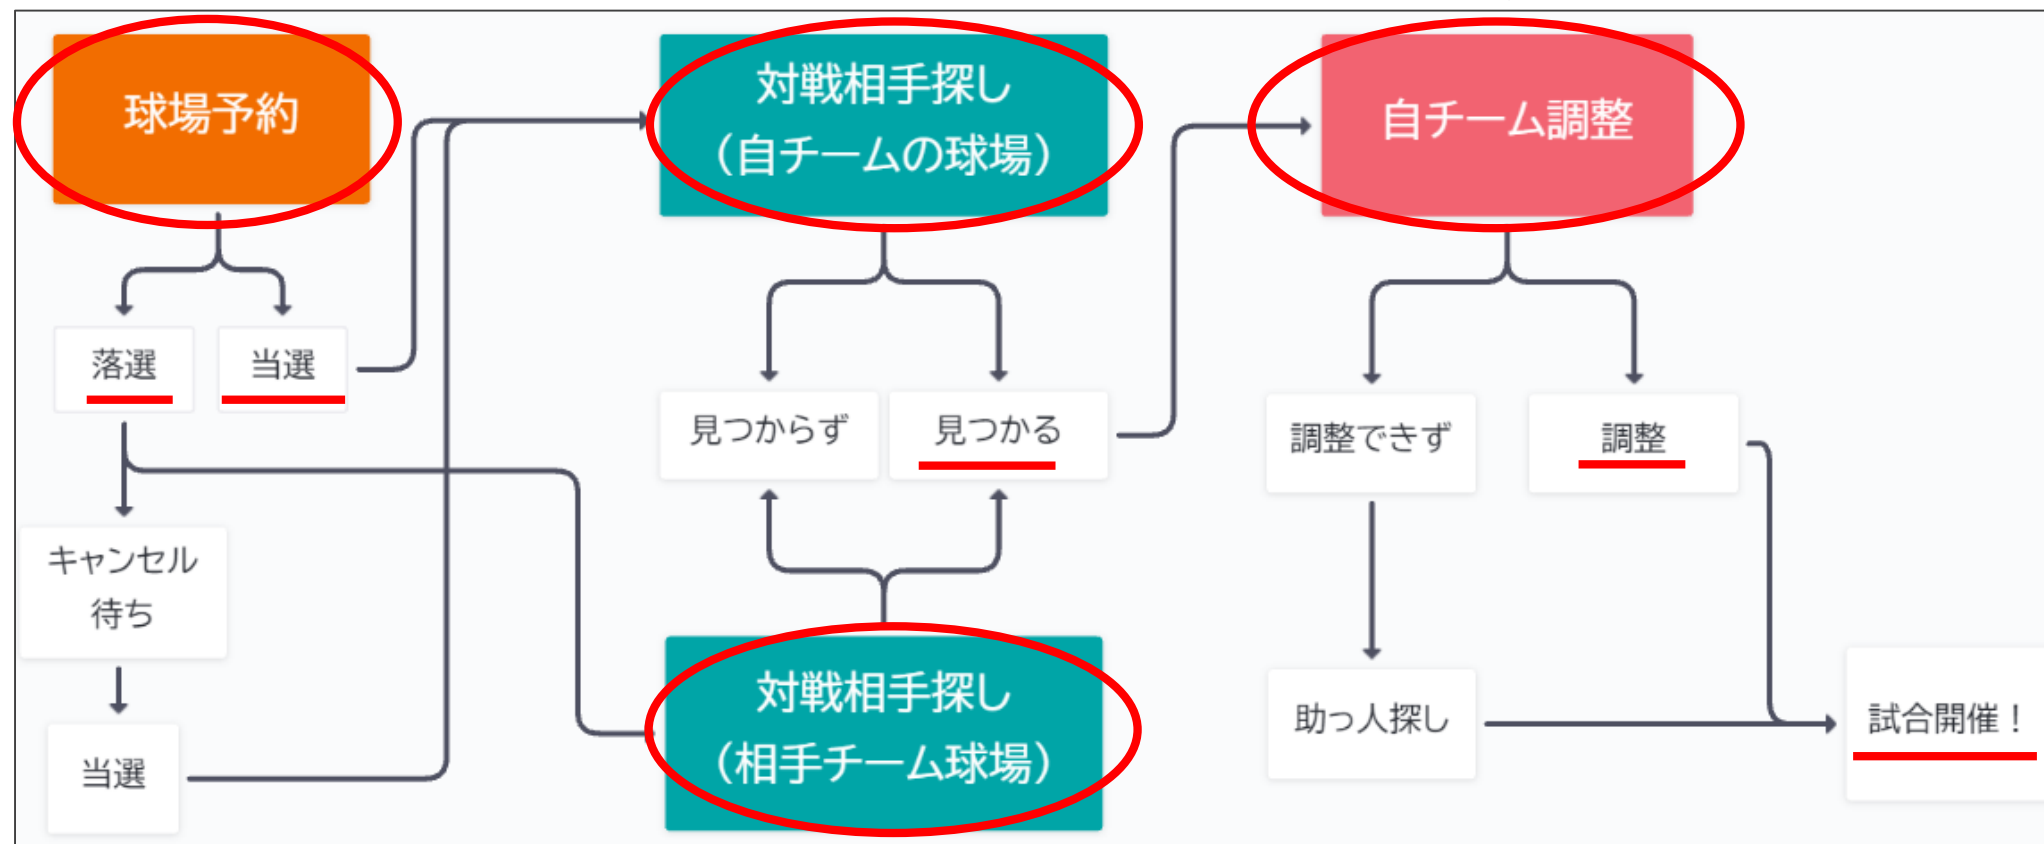 球場予約
落選
当選
キャンセル
待ち
当選
対戦相手探し
（自チームの球場）
見つからず
見つかる
対戦相手探し
（相手チーム球場）
自チーム調整
調整できず
調整
助っ人探し
試合開催！